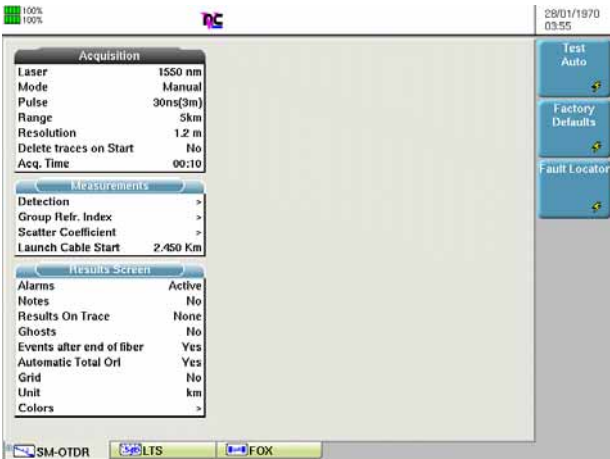 100%
100%
28/01/1970
03:55
Acquisition
Laser 1550 nm
Mode Manual
Pulse 30ns(3m)
Range 5km
Resolution 1.2 m
Delete traces on Start No
Acq. Time 00:10
Measurements
Detection >
Group Refr. Index >
Scatter Coefficient >
Launch Cable Start 2.450 Km
Results Screen
Alarms Active
Notes No
Results On Trace None
Ghosts No
Events after end of fiber Yes
Automatic Total Orl Yes
Grid No
Unit km
Colors >
Test
Auto
Factory
Defaults
Fault Locator
SM-OTDR LTS FOX